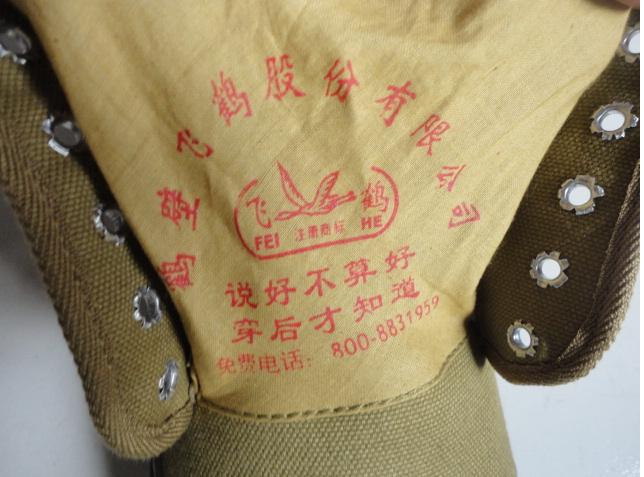 鹤壁飞鹤股份有限公司
飞 鹤
FEI 注册商标 HE
说好不算好
穿后才知道
免费电话：800-8831959